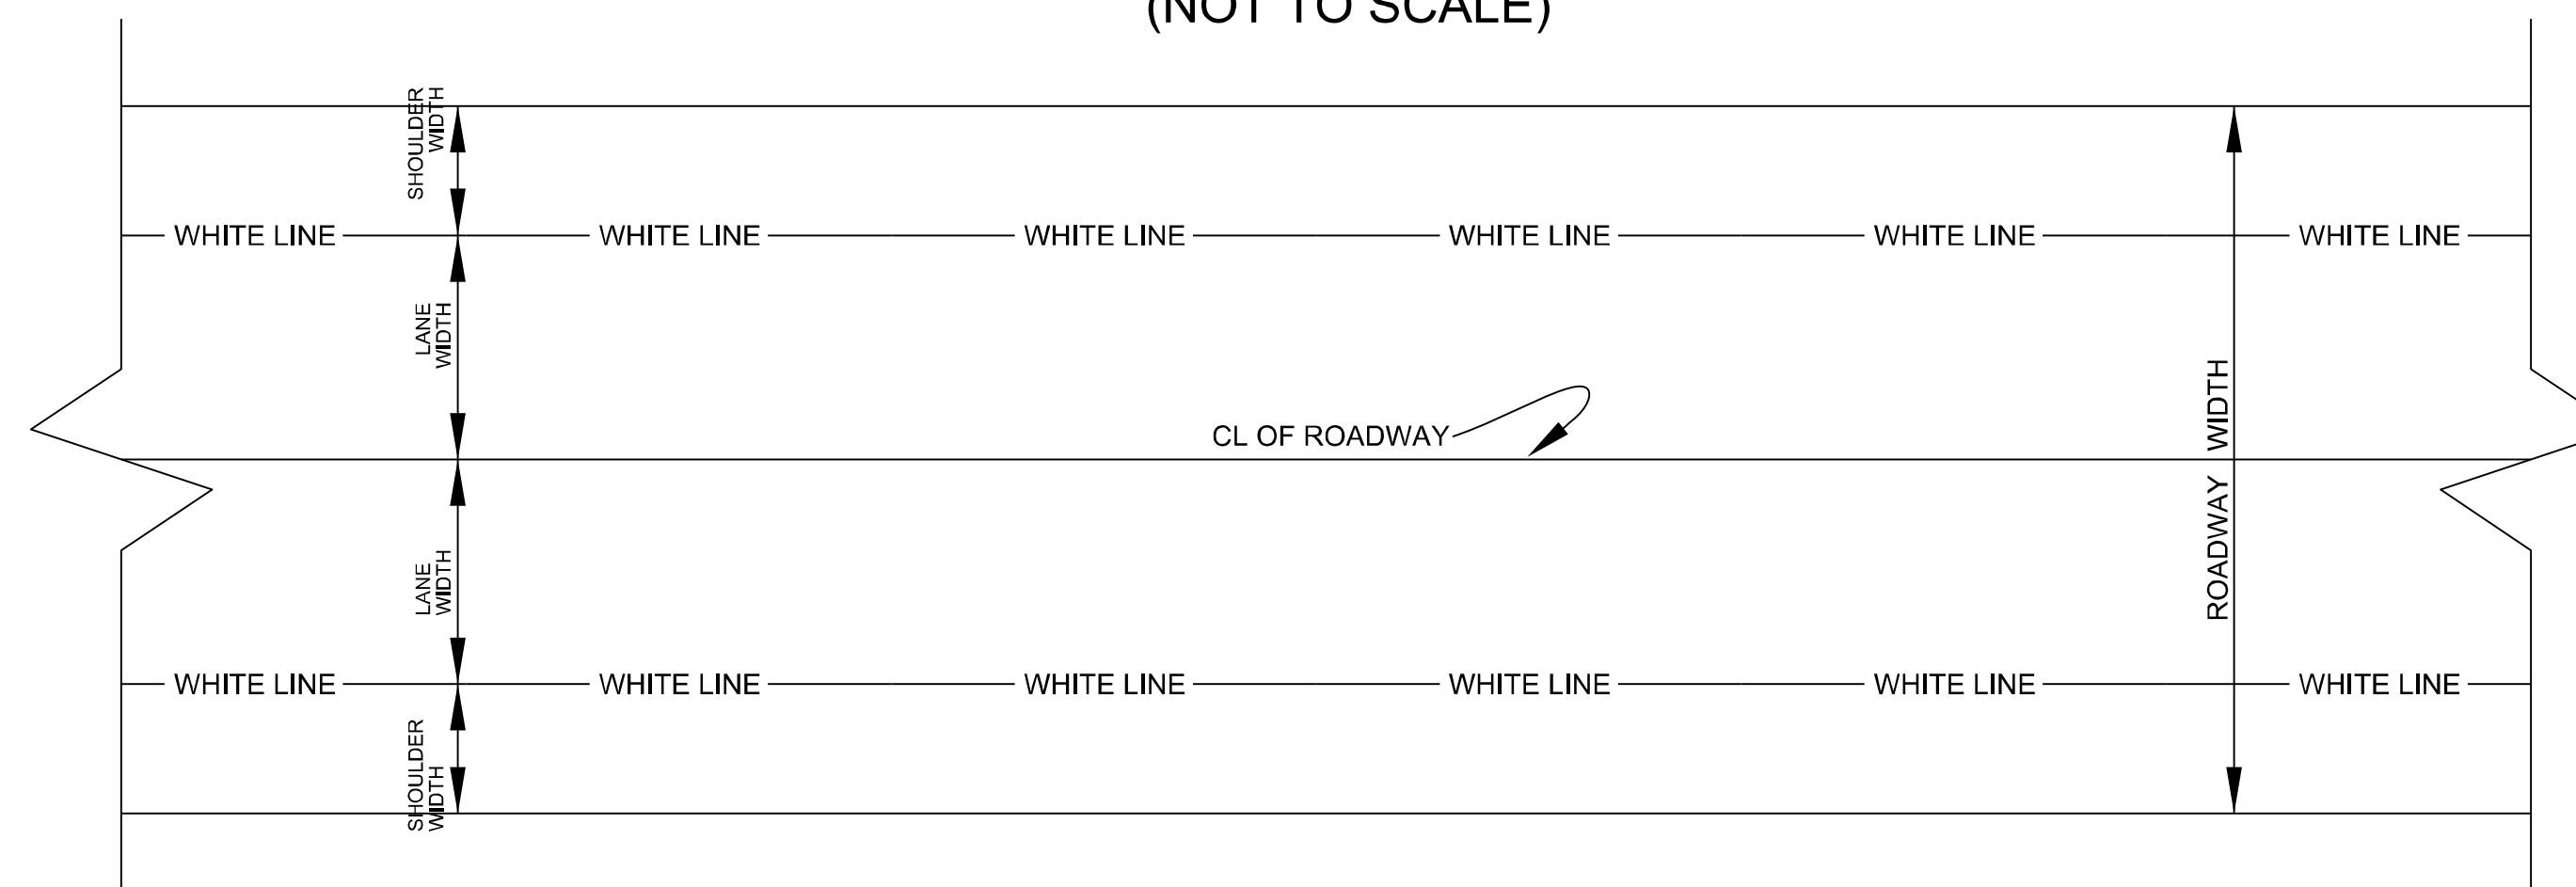 (NOT TO SCALE)
SHOULDER
WIDTH
WHITE LINE WHITE LINE WHITE LINE WHITE LINE WHITE LINE WHITE LINE
LANE
WIDTH
CL OF ROADWAY
ROADWAY WIDTH
LANE
WIDTH
WHITE LINE WHITE LINE WHITE LINE WHITE LINE WHITE LINE WHITE LINE
SHOULDER
WIDTH